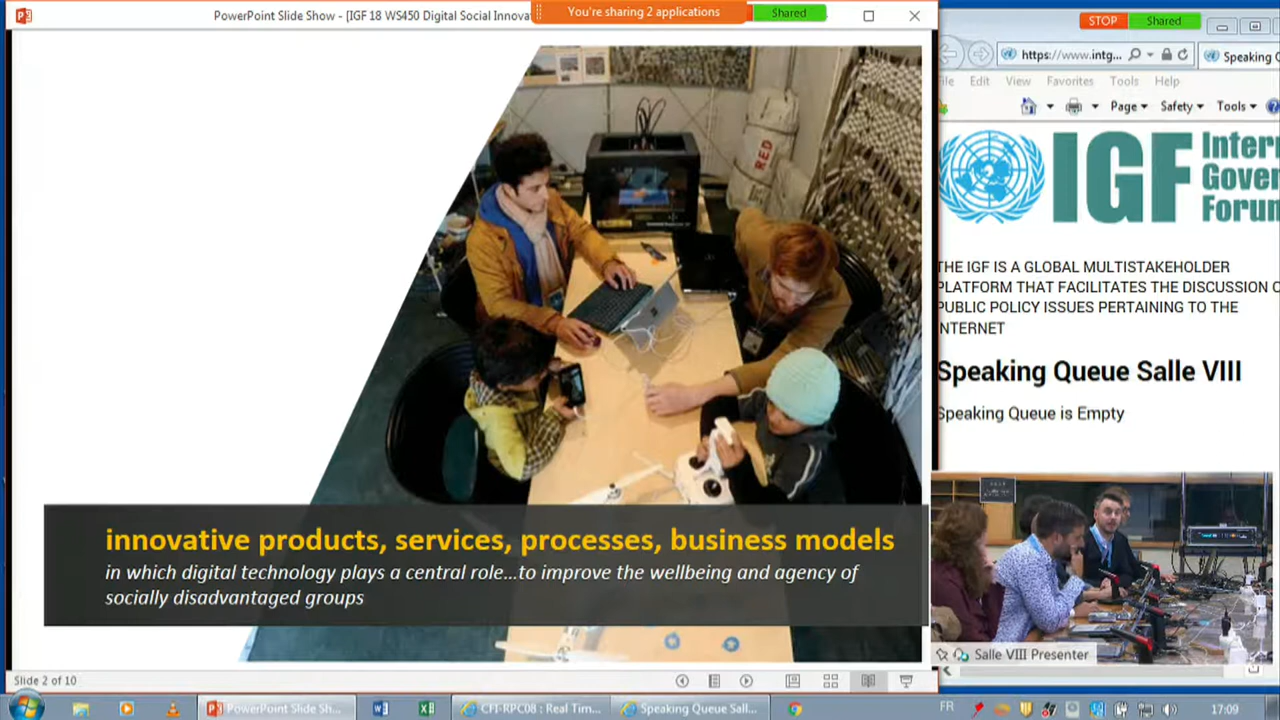 PowerPoint Slide Show - [IGF 18 WS450 Digital Social Innova
You're sharing 2 applications
Shared
STOP
Shared
https://www.intg...
Speaking
Edit
View
Favorites
Tools
Help
Page
Safety
Tools
IGF
Intern
Gover
Forum
THE IGF IS A GLOBAL MULTISTAKEHOLDER
PLATFORM THAT FACILITATES THE DISCUSSION
PUBLIC POLICY ISSUES PERTAINING TO THE
INTERNET
Speaking Queue Salle VIII
Speaking Queue is Empty
RED
innovative products, services, processes, business models
in which digital technology plays a central role...to improve the wellbeing and agency of
socially disadvantaged groups
Salle VIII Presenter
Slide 2 of 10
PowerPoint Slide Sh...
CFI-RPC08 : Real Tim...
Speaking Queue Sall...
FR
17:09